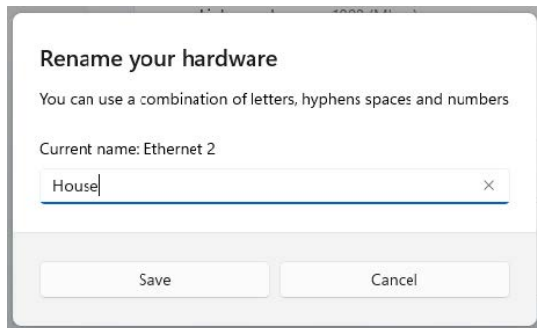 Rename your hardware
You can use a combination of letters, hyphens spaces and numbers
Current name: Ethernet 2
House
Save
Cancel